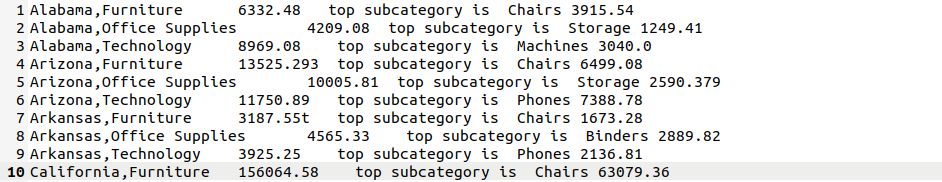 1 Alabama,Furniture 6332.48 top subcategory is Chairs 3915.54
2 Alabama,Office Supplies 4209.08 top subcategory is Storage 1249.41
3 Alabama,Technology 8969.08 top subcategory is Machines 3040.0
4 Arizona,Furniture 13525.293 top subcategory is Chairs 6499.08
5 Arizona,Office Supplies 10005.81 top subcategory is Storage 2590.379
6 Arizona,Technology 11750.89 top subcategory is Phones 7388.78
7 Arkansas,Furniture 3187.55t top subcategory is Chairs 1673.28
8 Arkansas,Office Supplies 4565.33 top subcategory is Binders 2889.82
9 Arkansas,Technology 3925.25 top subcategory is Phones 2136.81
10 California,Furniture 156064.58 top subcategory is Chairs 63079.36